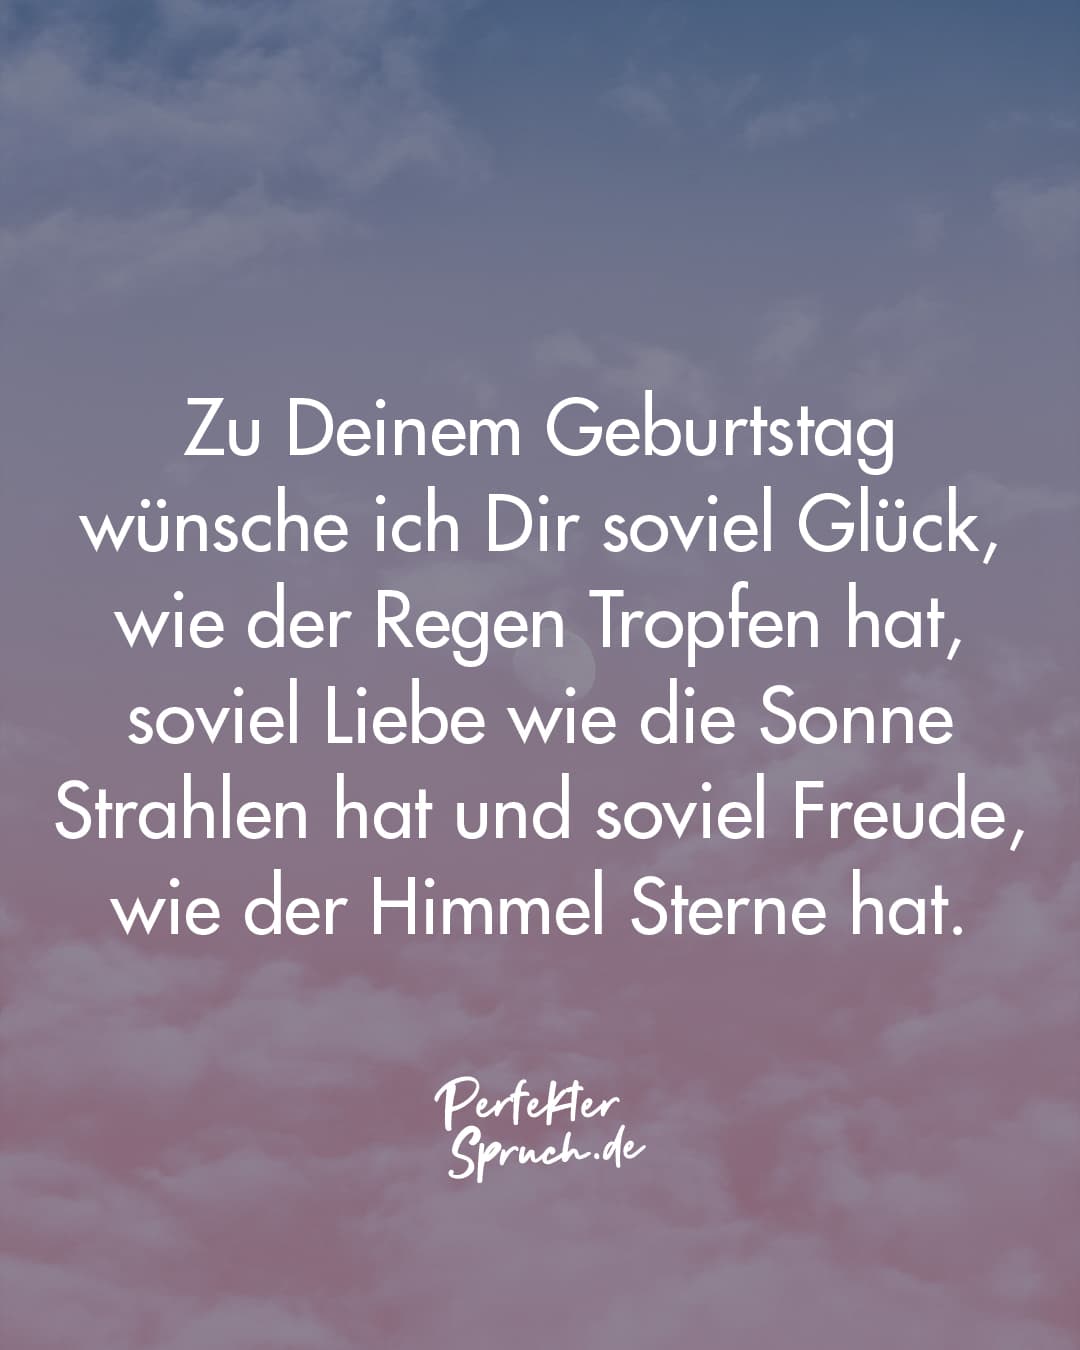 Zu Deinem Geburtstag
wünsche ich Dir soviel Glück,
wie der Regen Tropfen hat,
soviel Liebe wie die Sonne
Strahlen hat und soviel Freude,
wie der Himmel Sterne hat.
Perfekter
Spruch.de